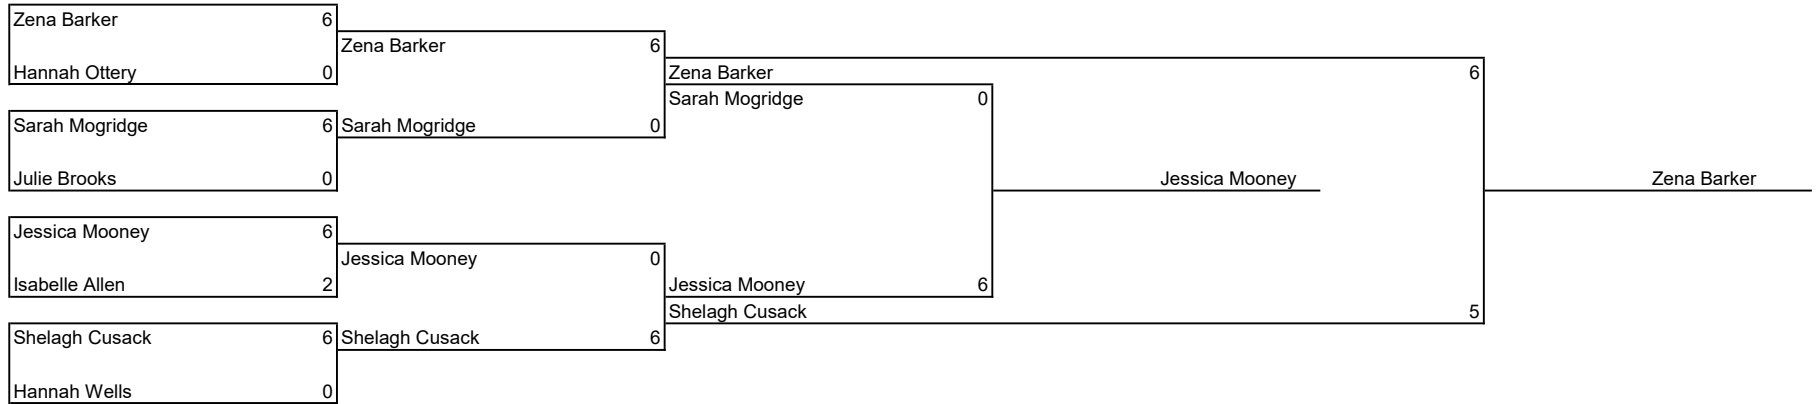 Zena Barker 6
Hannah Ottery 0
Sarah Mogridge 6
Julie Brooks 0
Jessica Mooney 6
Isabelle Allen 2
Shelagh Cusack 6
Hannah Wells 0
Zena Barker 6
Sarah Mogridge 0
Jessica Mooney 0
Shelagh Cusack 6
Zena Barker 6
Sarah Mogridge 0
Jessica Mooney 6
Shelagh Cusack 5
Jessica Mooney
Zena Barker